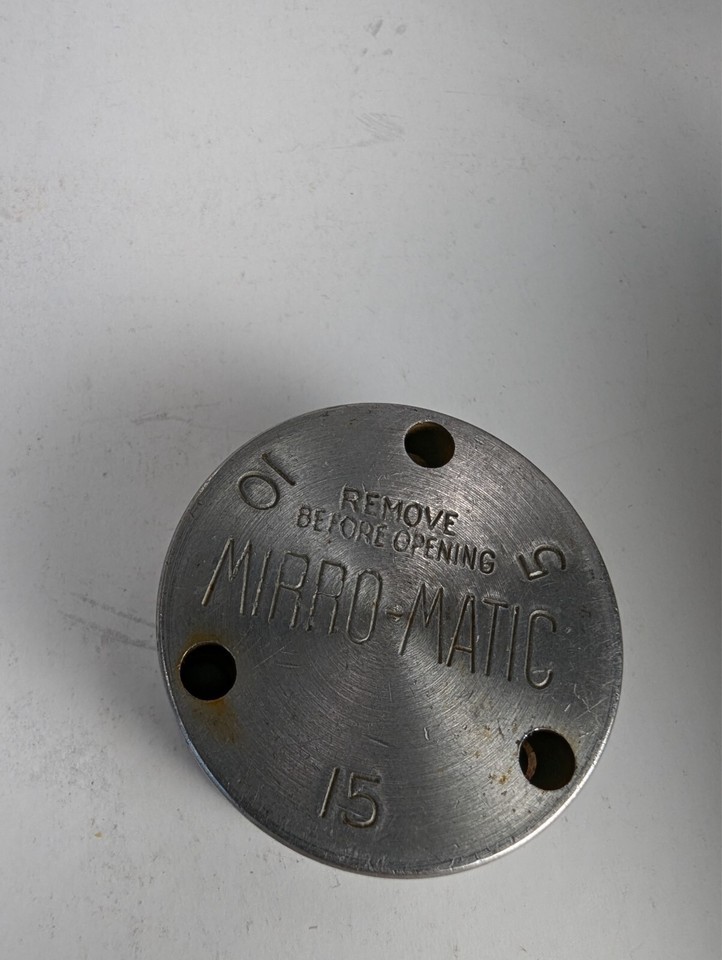 10
REMOVE
BEFORE OPENING
5
MIRRO-MATIC
15